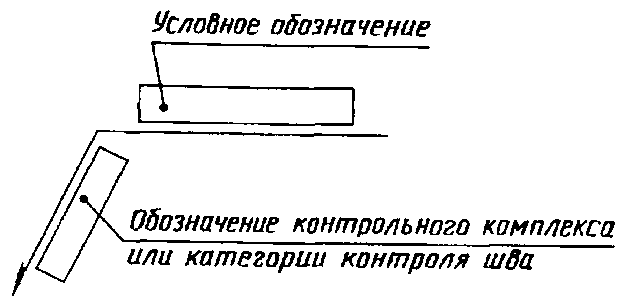 Условное обозначение
Обозначение контрольного комплекса
или категории контроля шва